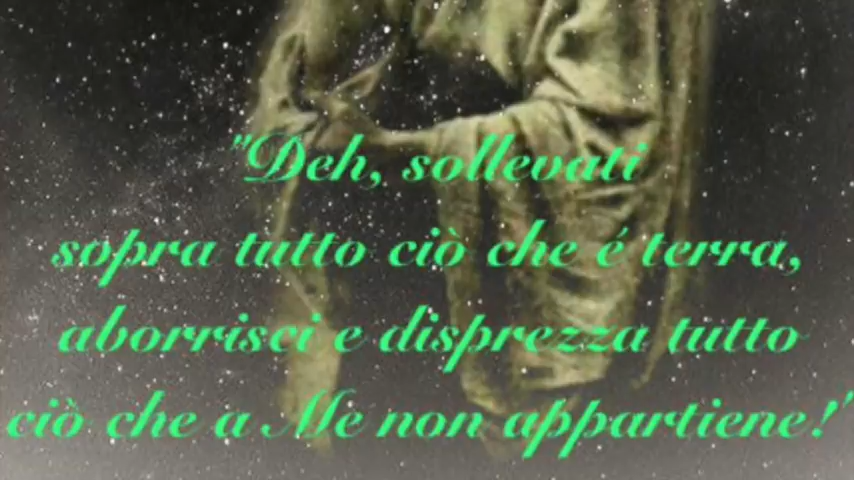 "Deh, sollevati
sopra tutto ciò che é terra,
aborrisci e disprezza tutto
ciò che a Me non appartiene!"